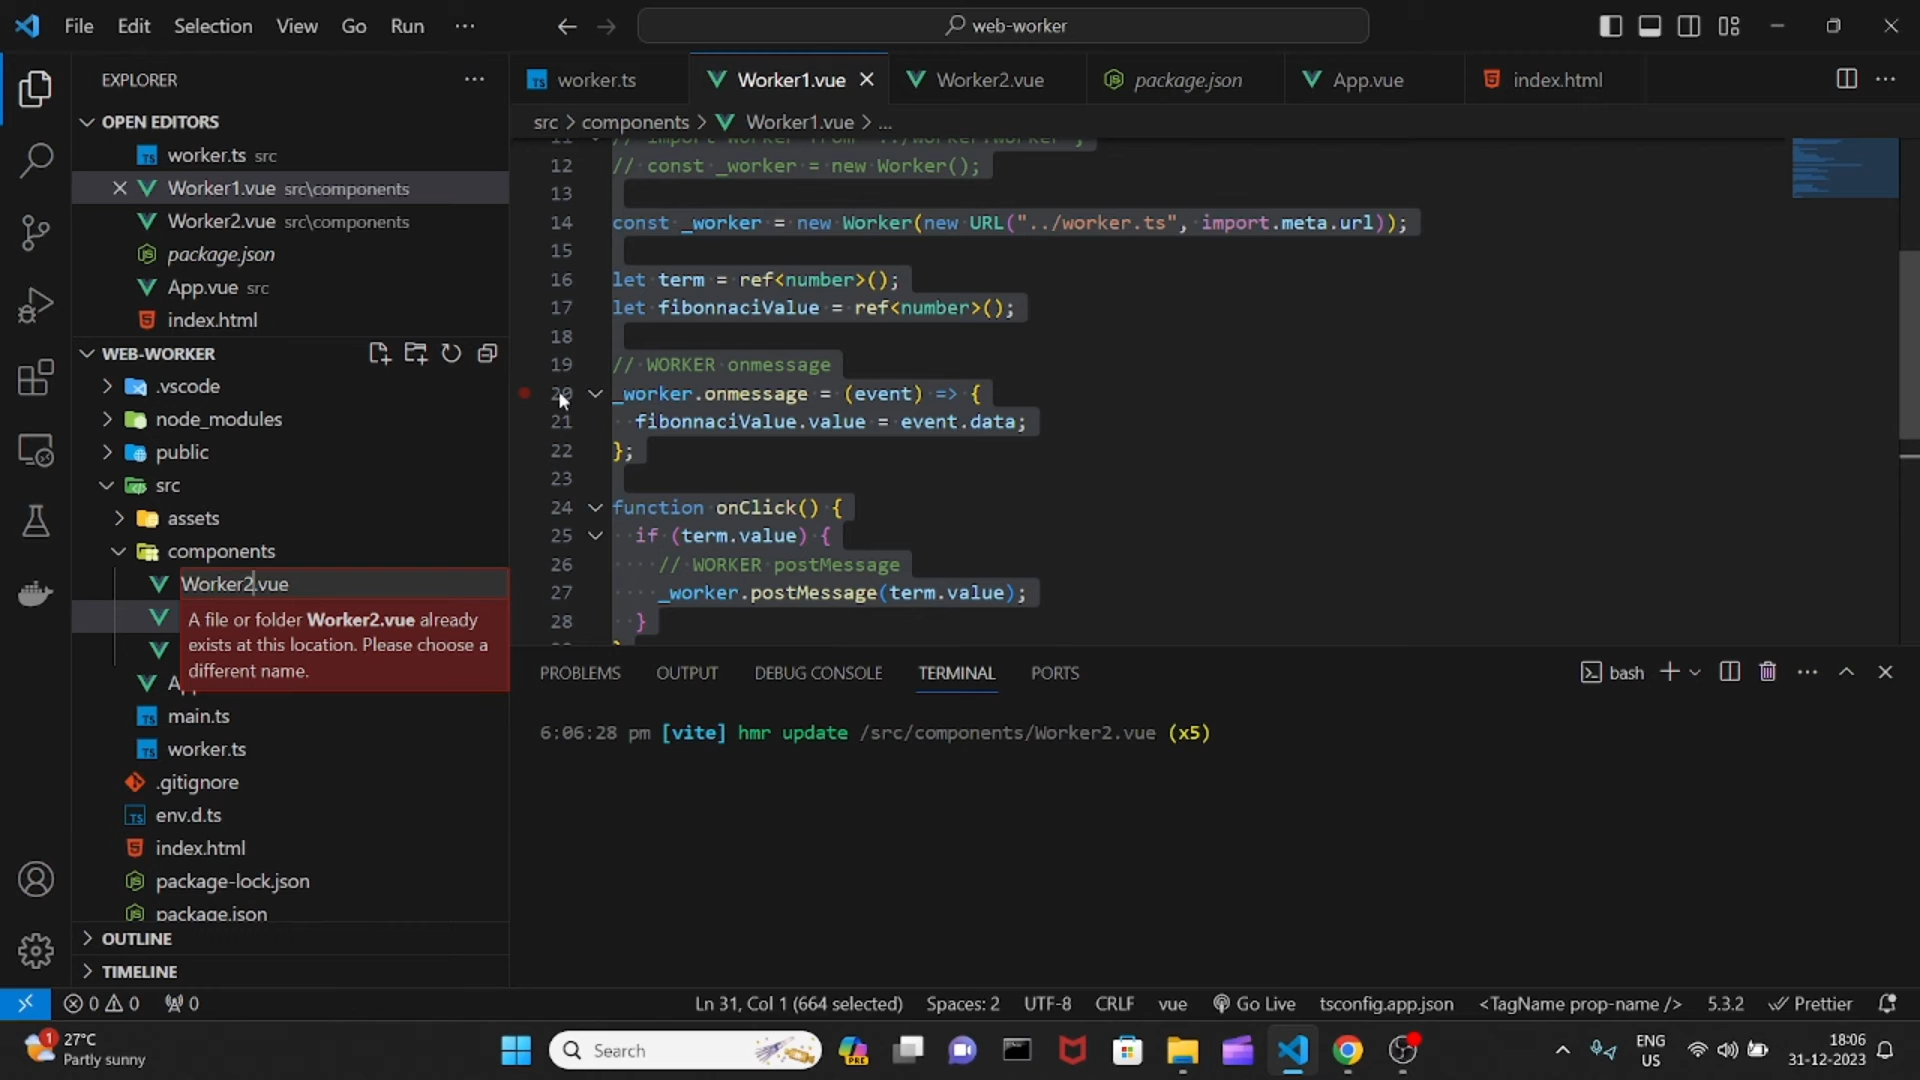 File Edit Selection View Go Run ···
web-worker
EXPLORER
OPEN EDITORS
worker.ts src
Worker1.vue src\components
Worker2.vue src\components
package.json
App.vue src
index.html
WEB-WORKER
.vscode
node_modules
public
src
assets
components
Worker2.vue
A file or folder Worker2.vue already
exists at this location. Please choose a
different name.
main.ts
worker.ts
.gitignore
env.d.ts
index.html
package-lock.json
package.json
OUTLINE
TIMELINE
worker.ts Worker1.vue Worker2.vue package.json App.vue index.html
src > components > Worker1.vue > ...
11 // import Worker from "../worker?worker";
12 // const _worker = new Worker();
13
14 const _worker = new Worker(new URL("../worker.ts", import.meta.url));
15
16 let term = ref<number>();
17 let fibonnaciValue = ref<number>();
18
19 // WORKER onmessage
20 _worker.onmessage = (event) => {
21 fibonnaciValue.value = event.data;
22 };
23
24 function onClick() {
25 if (term.value) {
26 // WORKER postMessage
27 _worker.postMessage(term.value);
28 }
PROBLEMS OUTPUT DEBUG CONSOLE TERMINAL PORTS bash
6:06:28 pm [vite] hmr update /src/components/Worker2.vue (x5)
0 0 0 Ln 31, Col 1 (664 selected) Spaces: 2 UTF-8 CRLF vue Go Live tsconfig.app.json <TagName prop-name /> 5.3.2 Prettier
1 27°C
Partly sunny
Search
PRE
ENG
US
18:06
31-12-2023